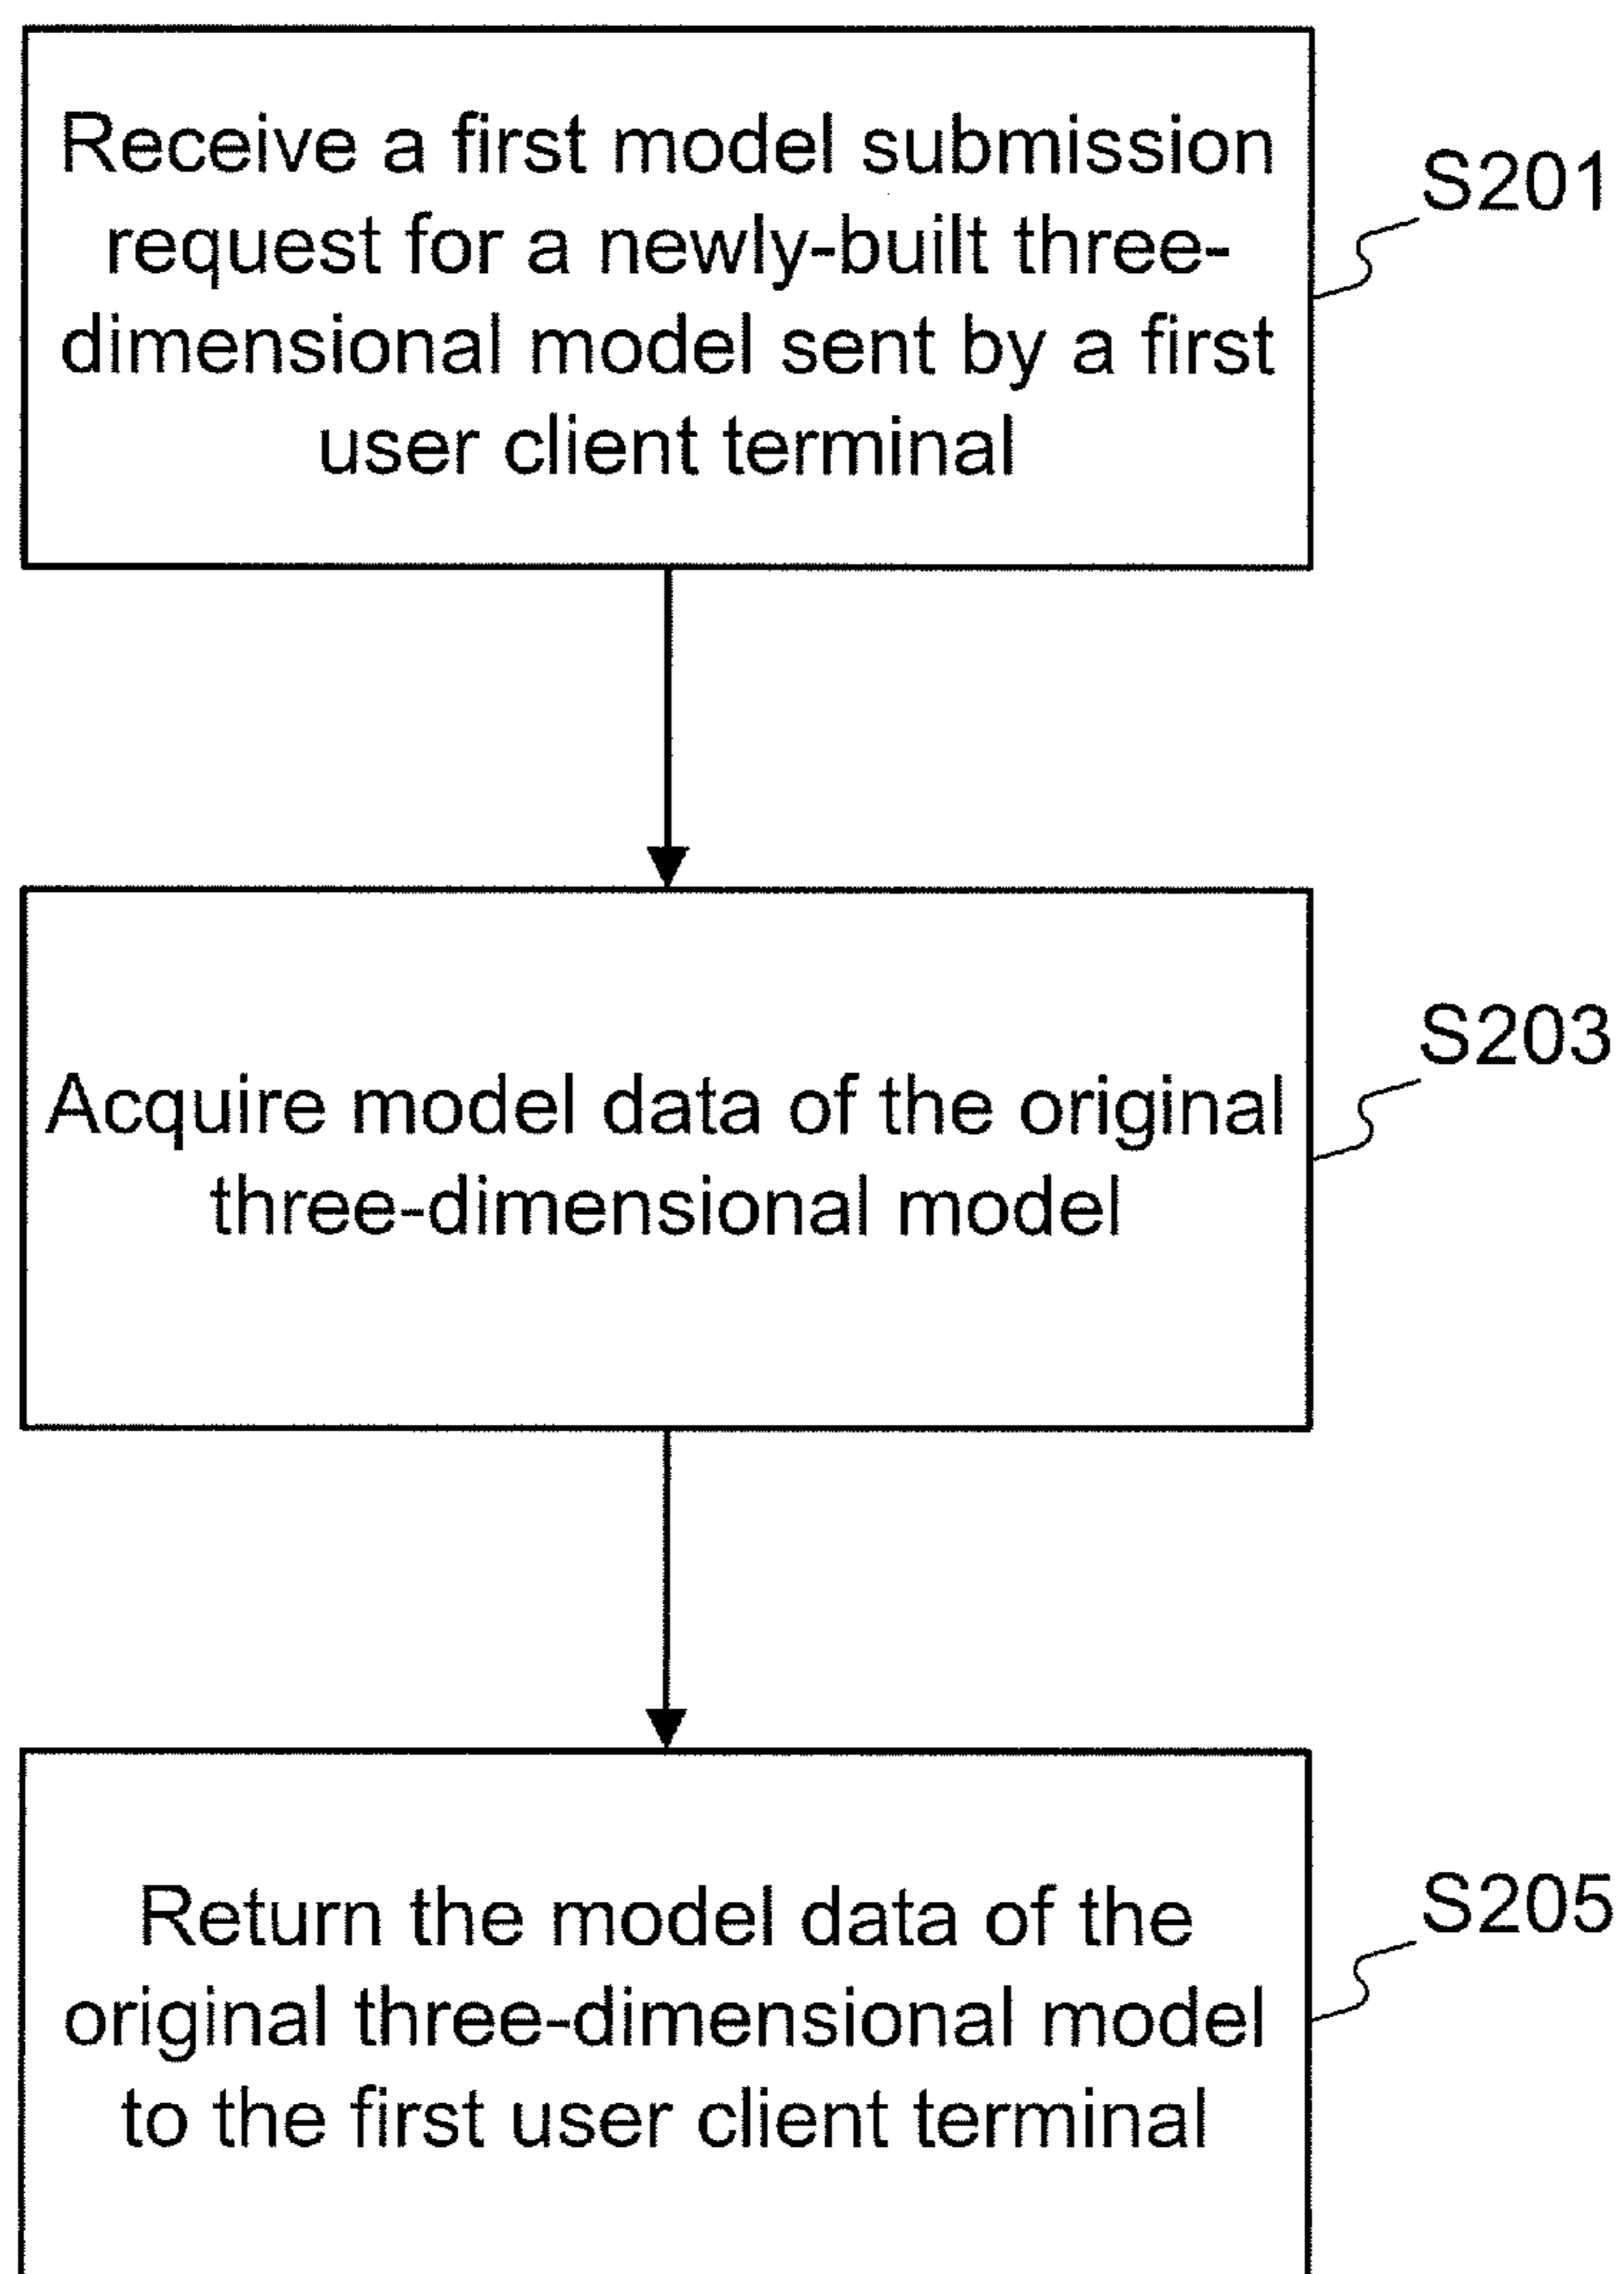 Receive a first model submission
request for a newly-built three-
dimensional model sent by a first
user client terminal
S201
Acquire model data of the original
three-dimensional model
S203
Return the model data of the
original three-dimensional model
to the first user client terminal
S205